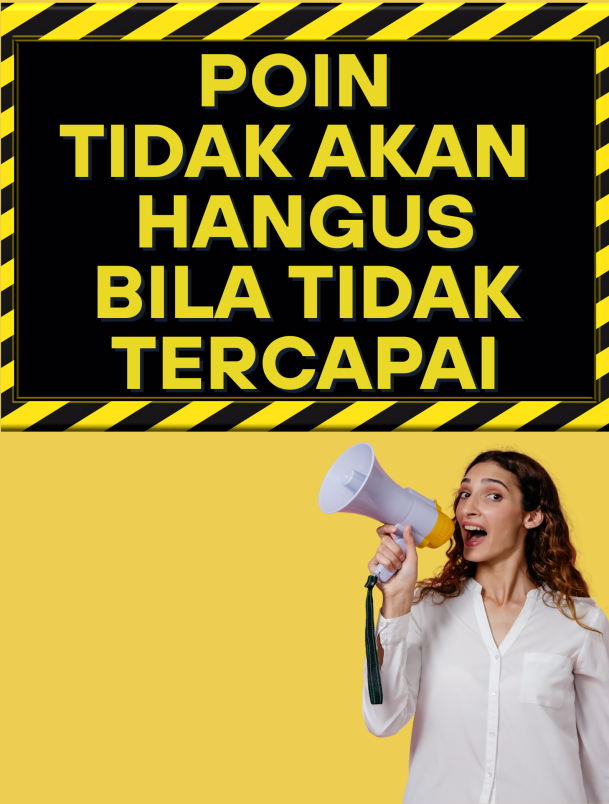 POIN
TIDAK AKAN
HANGUS
BILA TIDAK
TERCAPAI